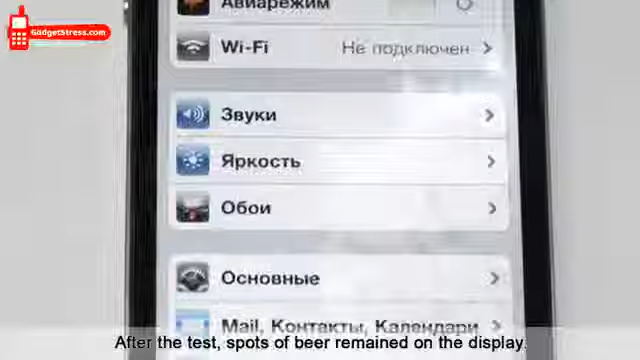 GadgetStress.com
Авиарежим
Wi-Fi Не подключен
Звуки
Яркость
Обои
Основные
Mail, Контакты, Календари
After the test, spots of beer remained on the display